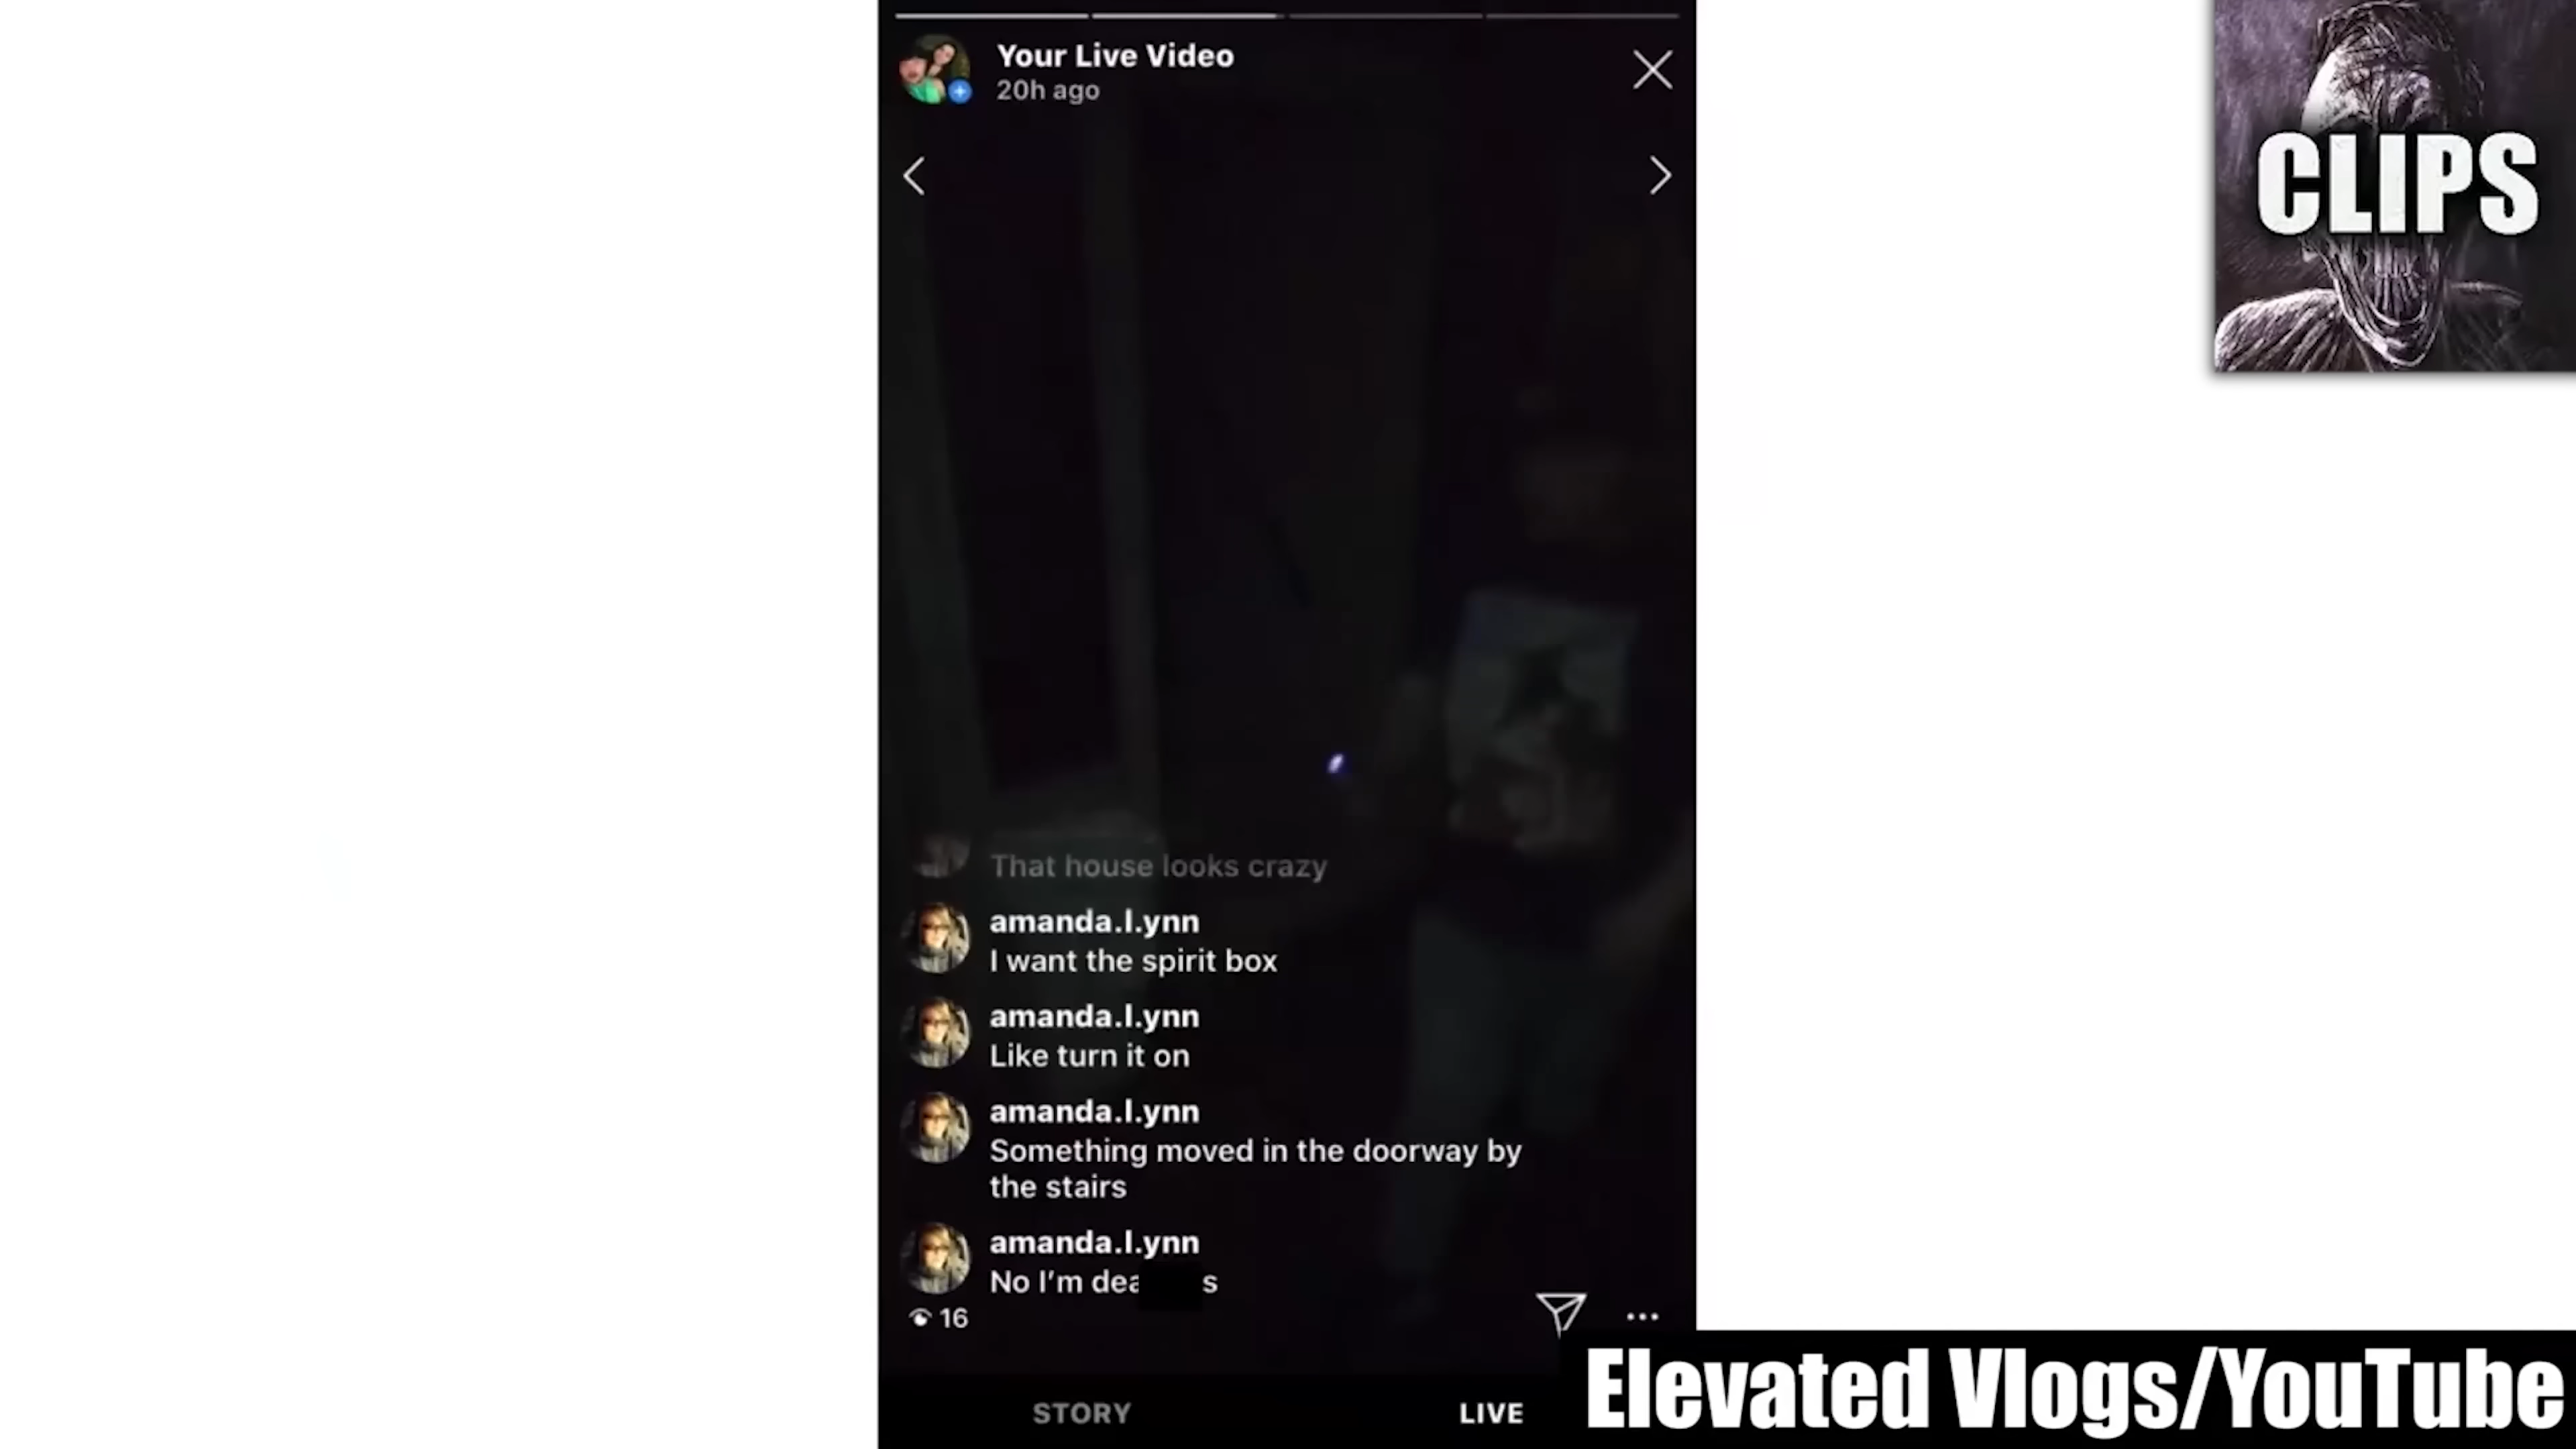 Your Live Video
20h ago
CLIPS
That house looks crazy
amanda.l.ynn
I want the spirit box
amanda.l.ynn
Like turn it on
amanda.l.ynn
Something moved in the doorway by
the stairs
amanda.l.ynn
No I'm
16
STORY
LIVE
Elevated Vlogs/YouTube